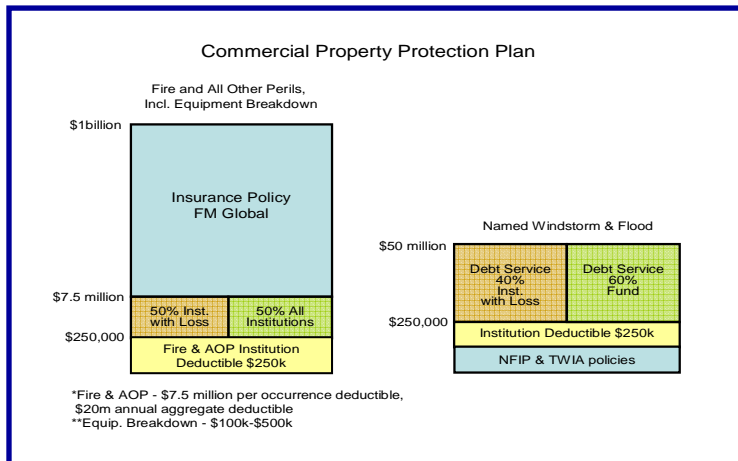 Commercial Property Protection Plan
Fire and All Other Perils,
Incl. Equipment Breakdown
$1billion
Insurance Policy
FM Global
$7.5 million
50% Inst.
with Loss
50% All
Institutions
$250,000
Fire & AOP Institution
Deductible $250k
*Fire & AOP - $7.5 million per occurrence deductible,
$20m annual aggregate deductible
**Equip. Breakdown - $100k-$500k
Named Windstorm & Flood
$50 million
Debt Service
40%
Inst.
with Loss
Debt Service
60%
Fund
$250,000
Institution Deductible $250k
NFIP & TWIA policies